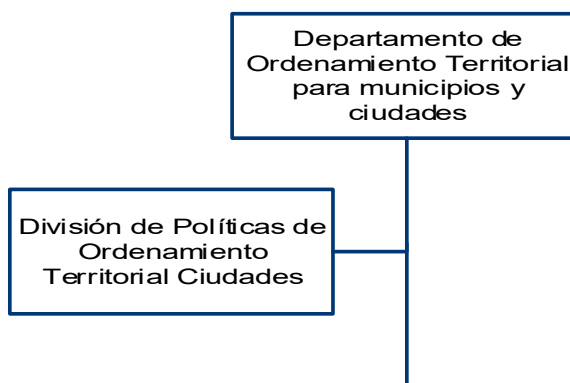 Departamento de
Ordenamiento Territorial
para municipios y
ciudades
División de Políticas de
Ordenamiento
Territorial Ciudades